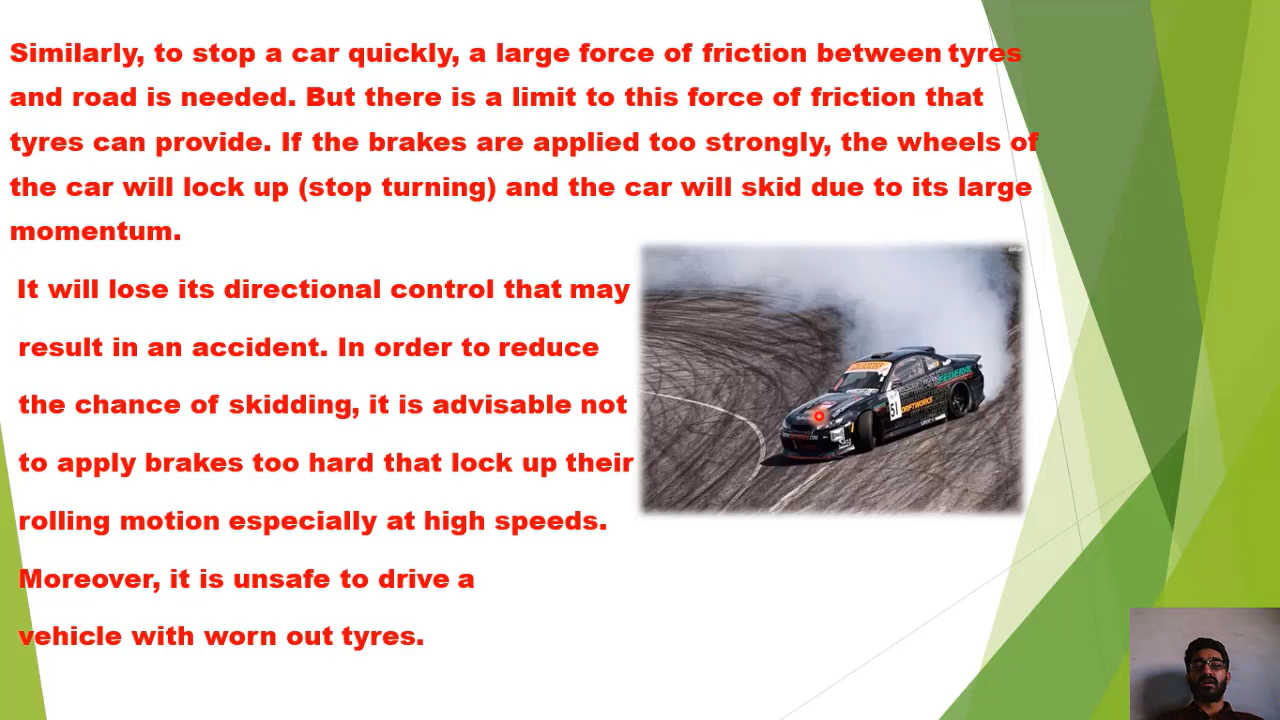 Similarly, to stop a car quickly, a large force of friction between tyres
and road is needed. But there is a limit to this force of friction that
tyres can provide. If the brakes are applied too strongly, the wheels of
the car will lock up (stop turning) and the car will skid due to its large
momentum.
It will lose its directional control that may
result in an accident. In order to reduce
the chance of skidding, it is advisable not
to apply brakes too hard that lock up their
rolling motion especially at high speeds.
Moreover, it is unsafe to drive a
vehicle with worn out tyres.
FEDERAL
51 DRIFTWORKS